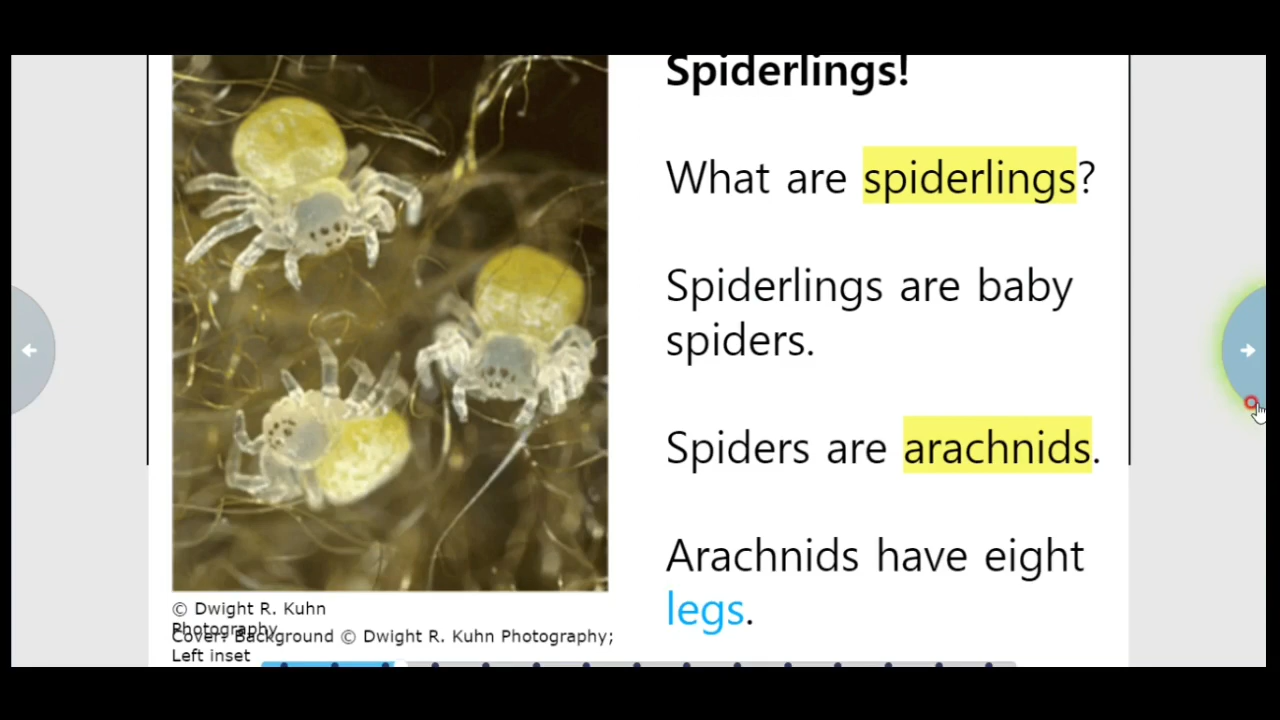 Spiderlings!
What are spiderlings?
Spiderlings are baby
spiders.
Spiders are arachnids.
Arachnids have eight
legs.
© Dwight R. Kuhn
Photography
Cover: Background © Dwight R. Kuhn Photography;
Left inset